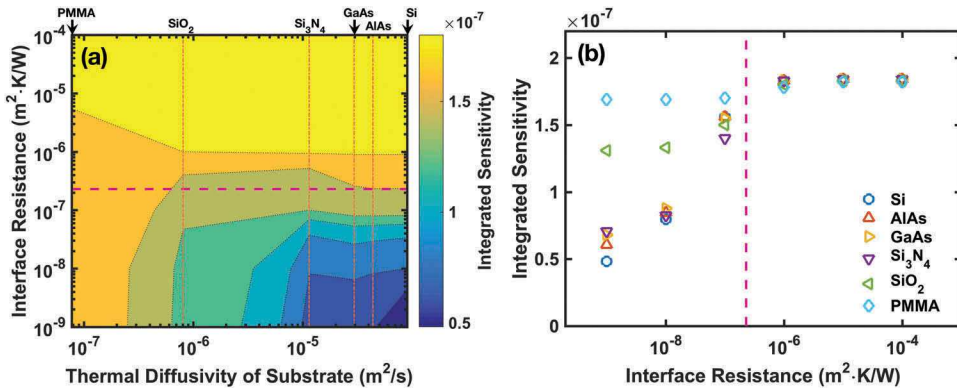 PMMA SiO2 Si3N4 GaAs AlAs Si
×10^-7
(a)
10^-4
10^-5
10^-6
10^-7
10^-8
10^-9
Interface Resistance (m^2·K/W)
10^-7 10^-6 10^-5
Thermal Diffusivity of Substrate (m^2/s)
1.5
1
0.5
Integrated Sensitivity
×10^-7
(b)
2
1.5
1
0.5
0
Integrated Sensitivity
Si
AlAs
GaAs
Si3N4
SiO2
PMMA
10^-8 10^-6 10^-4
Interface Resistance (m^2·K/W)